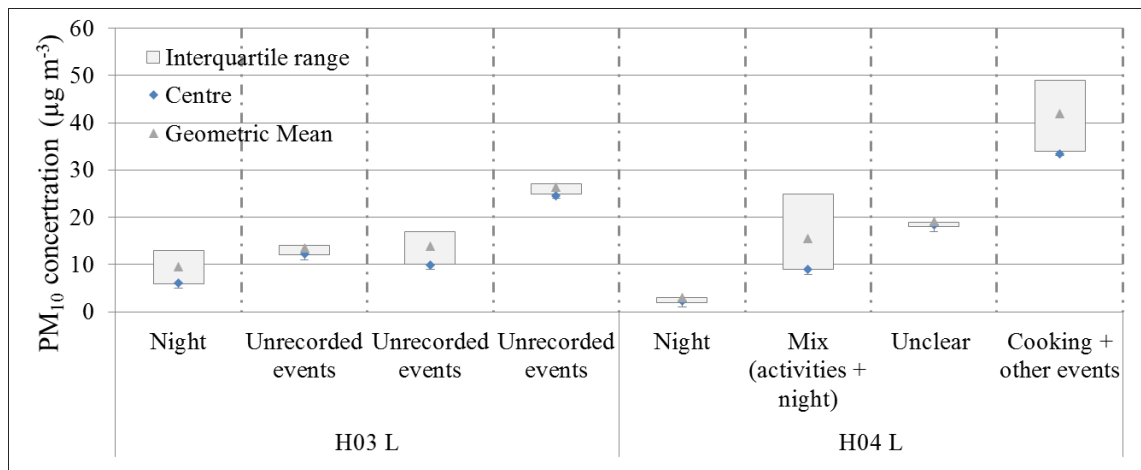 PM₁₀ concertration (µg m⁻³)
60
50
40
30
20
10
0
Interquartile range
Centre
Geometric Mean
Night
Unrecorded events
Unrecorded events
Unrecorded events
Night
Mix (activities + night)
Unclear
Cooking + other events
H03 L
H04 L